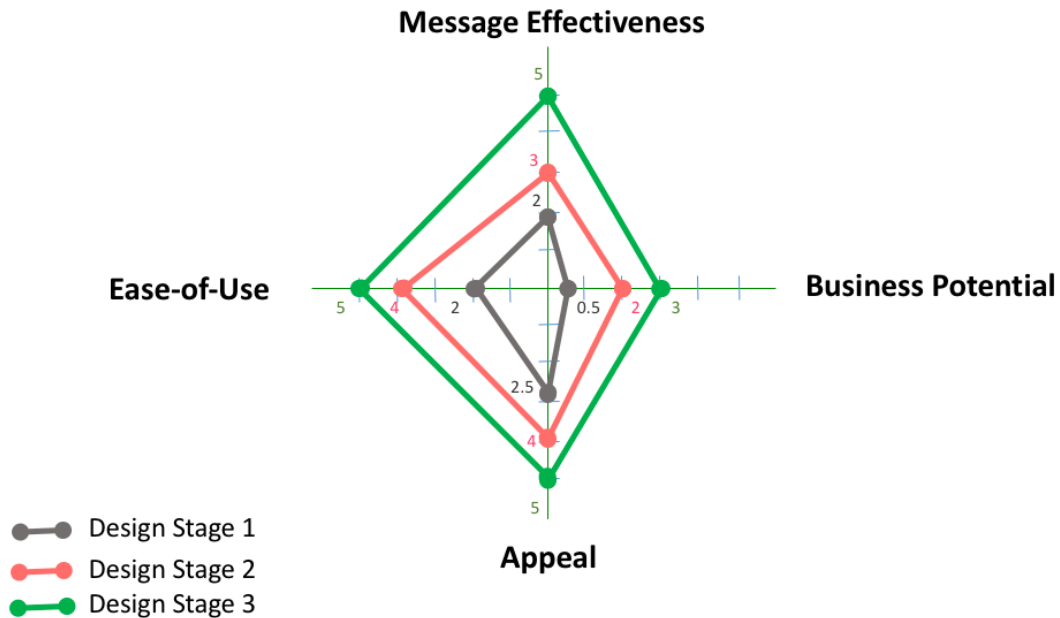 Message Effectiveness
5
3
2
Ease-of-Use
Business Potential
5
4
2
0.5
2
3
2.5
4
5
Appeal
Design Stage 1
Design Stage 2
Design Stage 3